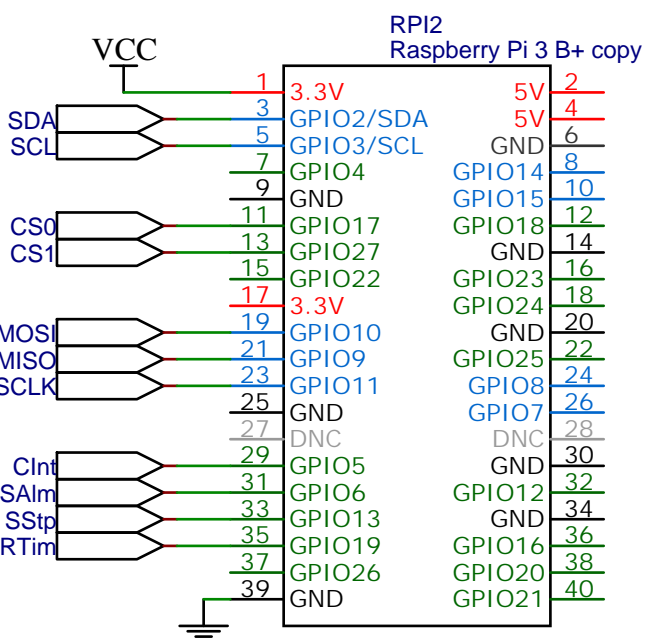 RPI2
Raspberry Pi 3 B+ copy
VCC
1 3.3V 5V 2
SDA 3 GPIO2/SDA 5V 4
SCL 5 GPIO3/SCL GND 6
7 GPIO4 GPIO14 8
9 GND GPIO15 10
CS0 11 GPIO17 GPIO18 12
CS1 13 GPIO27 GND 14
15 GPIO22 GPIO23 16
17 3.3V GPIO24 18
MOSI 19 GPIO10 GND 20
MISO 21 GPIO9 GPIO25 22
SCLK 23 GPIO11 GPIO8 24
25 GND GPIO7 26
27 DNC DNC 28
CInt 29 GPIO5 GND 30
SAlm 31 GPIO6 GPIO12 32
SStp 33 GPIO13 GND 34
RTim 35 GPIO19 GPIO16 36
37 GPIO26 GPIO20 38
39 GND GPIO21 40